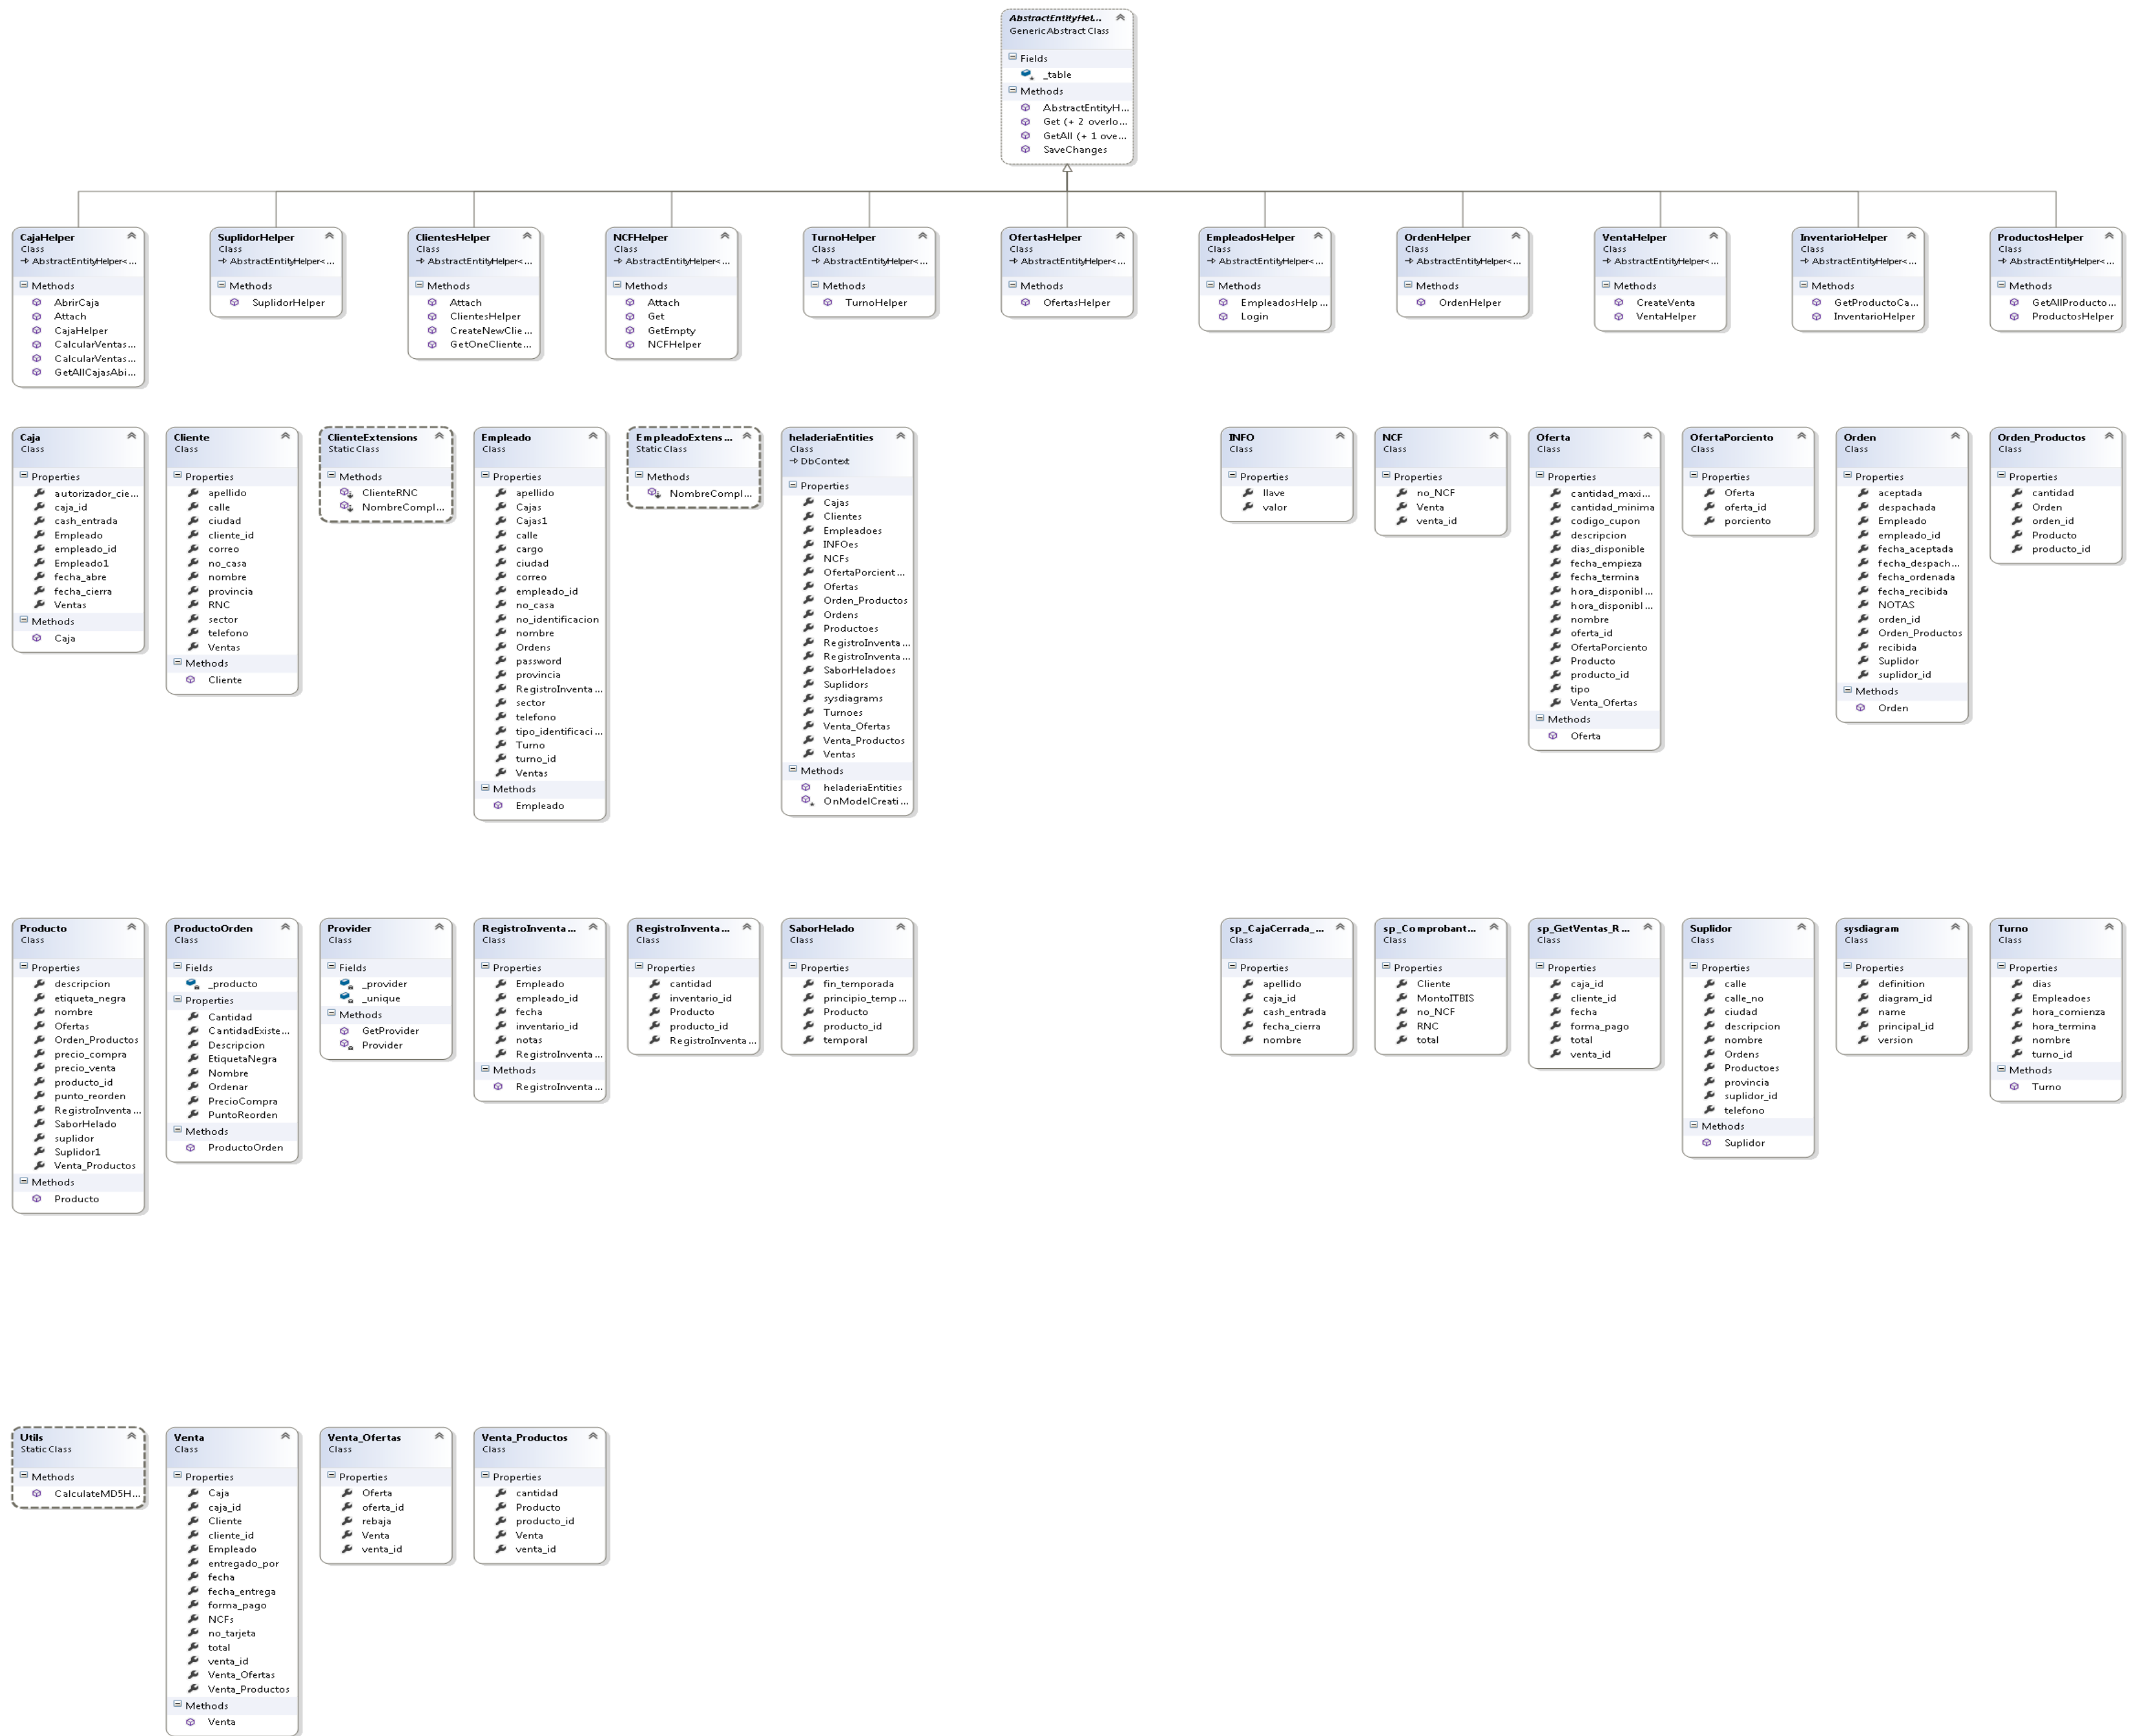 AbstractEntityHel...
Generic Abstract Class
Fields
_table
Methods
AbstractEntityH...
Get (+ 2 overlo...
GetAll (+ 1 ove...
SaveChanges
CajaHelper
Class
AbstractEntityHelper<...
Methods
AbrirCaja
Attach
CajaHelper
CalcularVentas...
CalcularVentas...
GetAllCajasAbi...
SuplidorHelper
Class
AbstractEntityHelper<...
Methods
SuplidorHelper
ClientesHelper
Class
AbstractEntityHelper<...
Methods
Attach
ClientesHelper
CreateNewClie...
GetOneCliente...
NCFHelper
Class
AbstractEntityHelper<...
Methods
Attach
Get
GetEmpty
NCFHelper
TurnoHelper
Class
AbstractEntityHelper<...
Methods
TurnoHelper
OfertasHelper
Class
AbstractEntityHelper<...
Methods
OfertasHelper
EmpleadosHelper
Class
AbstractEntityHelper<...
Methods
EmpleadosHelp...
Login
OrdenHelper
Class
AbstractEntityHelper<...
Methods
OrdenHelper
VentaHelper
Class
AbstractEntityHelper<...
Methods
CreateVenta
VentaHelper
InventarioHelper
Class
AbstractEntityHelper<...
Methods
GetProductoCa...
InventarioHelper
ProductosHelper
Class
AbstractEntityHelper<...
Methods
GetAllProducto...
ProductosHelper
Caja
Class
Properties
autorizador_cie...
caja_id
cash_entrada
Empleado
empleado_id
Empleado1
fecha_abre
fecha_cierra
Ventas
Methods
Caja
Cliente
Class
Properties
apellido
calle
ciudad
cliente_id
correo
no_casa
nombre
provincia
RNC
sector
telefono
Ventas
Methods
Cliente
ClienteExtensions
Static Class
Methods
ClienteRNC
NombreCompl...
Empleado
Class
Properties
apellido
Cajas
Cajas1
calle
cargo
ciudad
correo
empleado_id
no_casa
no_identificacion
nombre
Ordens
password
provincia
RegistroInventa...
sector
telefono
tipo_identificaci...
Turno
turno_id
Ventas
Methods
Empleado
EmpleadoExtens...
Static Class
Methods
NombreCompl...
heladeriaEntities
Class
DbContext
Properties
Cajas
Clientes
Empleadoes
INFOes
NCFs
OfertaPorcient...
Ofertas
Orden_Productos
Ordens
Productoes
RegistroInventa...
RegistroInventa...
SaborHeladoes
Suplidors
sysdiagrams
Turnoes
Venta_Ofertas
Venta_Productos
Ventas
Methods
heladeriaEntities
OnModelCreati...
INFO
Class
Properties
llave
valor
NCF
Class
Properties
no_NCF
Venta
venta_id
Oferta
Class
Properties
cantidad_maxi...
cantidad_minima
codigo_cupon
descripcion
dias_disponible
fecha_empieza
fecha_termina
hora_disponibl...
hora_disponibl...
nombre
oferta_id
OfertaPorciento
Producto
producto_id
tipo
Venta_Ofertas
Methods
Oferta
OfertaPorciento
Class
Properties
Oferta
oferta_id
porciento
Orden
Class
Properties
aceptada
despachada
Empleado
empleado_id
fecha_aceptada
fecha_despach...
fecha_ordenada
fecha_recibida
NOTAS
orden_id
Orden_Productos
recibida
Suplidor
suplidor_id
Methods
Orden
Orden_Productos
Class
Properties
cantidad
Orden
orden_id
Producto
producto_id
Producto
Class
Properties
descripcion
etiqueta_negra
nombre
Ofertas
Orden_Productos
precio_compra
precio_venta
producto_id
punto_reorden
RegistroInventa...
SaborHelado
suplidor
Suplidor1
Venta_Productos
Methods
Producto
ProductoOrden
Class
Fields
_producto
Properties
Cantidad
CantidadExiste...
Descripcion
EtiquetaNegra
Nombre
Ordenar
PrecioCompra
PuntoReorden
Methods
ProductoOrden
Provider
Class
Fields
_provider
_unique
Methods
GetProvider
Provider
RegistroInventa...
Class
Properties
Empleado
empleado_id
fecha
inventario_id
notas
RegistroInventa...
Methods
RegistroInventa...
RegistroInventa...
Class
Properties
cantidad
inventario_id
Producto
producto_id
RegistroInventa...
SaborHelado
Class
Properties
fin_temporada
principio_temp...
Producto
producto_id
temporal
sp_CajaCerrada_...
Class
Properties
apellido
caja_id
cash_entrada
fecha_cierra
nombre
sp_Comprobant...
Class
Properties
Cliente
MontoITBIS
no_NCF
RNC
total
sp_GetVentas_R...
Class
Properties
caja_id
cliente_id
fecha
forma_pago
total
venta_id
Suplidor
Class
Properties
calle
calle_no
ciudad
descripcion
nombre
Ordens
Productoes
provincia
suplidor_id
telefono
Methods
Suplidor
sysdiagram
Class
Properties
definition
diagram_id
name
principal_id
version
Turno
Class
Properties
dias
Empleadoes
hora_comienza
hora_termina
nombre
turno_id
Methods
Turno
Utils
Static Class
Methods
CalculateMD5H...
Venta
Class
Properties
Caja
caja_id
Cliente
cliente_id
Empleado
entregado_por
fecha
fecha_entrega
forma_pago
NCFs
no_tarjeta
total
venta_id
Venta_Ofertas
Venta_Productos
Methods
Venta
Venta_Ofertas
Class
Properties
Oferta
oferta_id
rebaja
Venta
venta_id
Venta_Productos
Class
Properties
cantidad
Producto
producto_id
Venta
venta_id